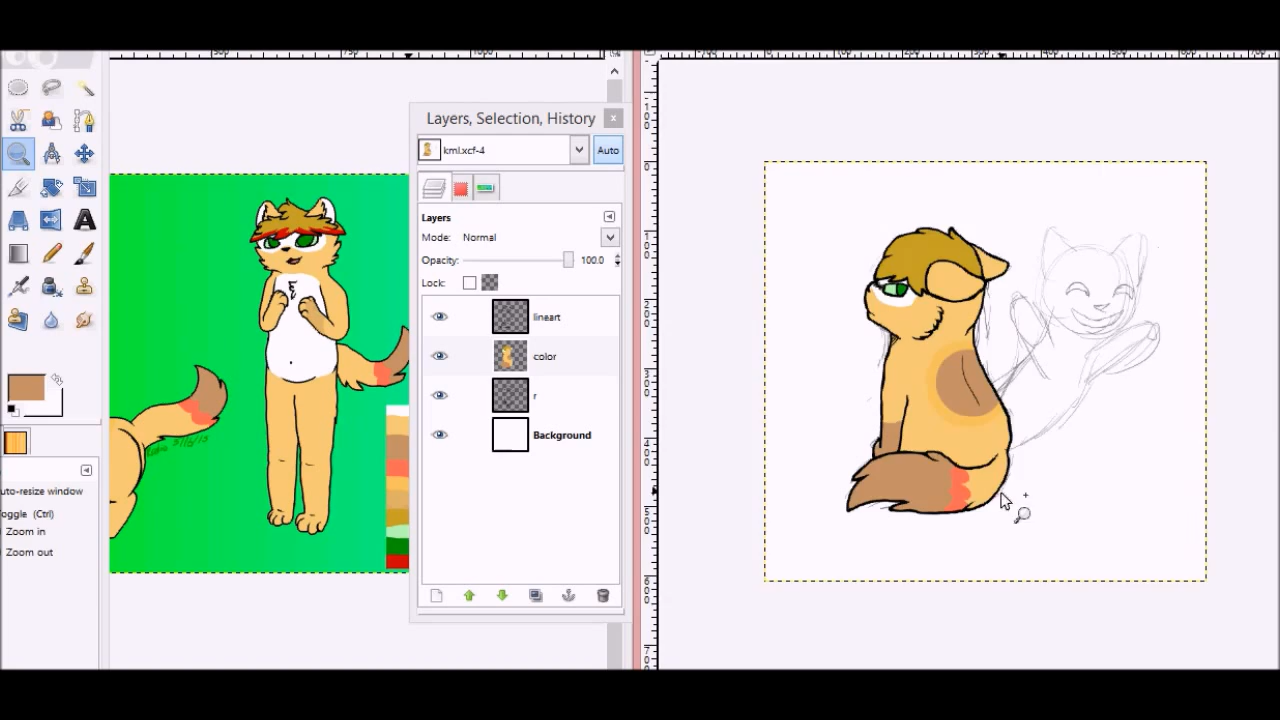 Layers, Selection, History
kml.xcf-4
Auto
Layers
Mode: Normal
Opacity: 100.0
Lock:
lineart
color
r
Background
uto-resize window
oggle (Ctrl)
Zoom in
Zoom out